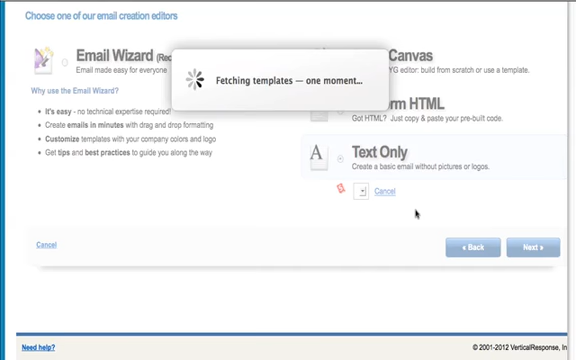 Choose one of our email creation editors
Email Wizard (Rec
Email made easy for everyone
Why use the Email Wizard?
It's easy - no technical expertise required!
Create emails in minutes with drag and drop formatting
Customize templates with your company colors and logo
Get tips and best practices to guide you along the way
Fetching templates — one moment...
Canvas
YG editor: build from scratch or use a template.
rm HTML
Got HTML? Just copy & paste your pre-built code.
A
Text Only
Create a basic email without pictures or logos.
Cancel
Cancel
« Back
Next »
Need help?
© 2001-2012 VerticalResponse, In